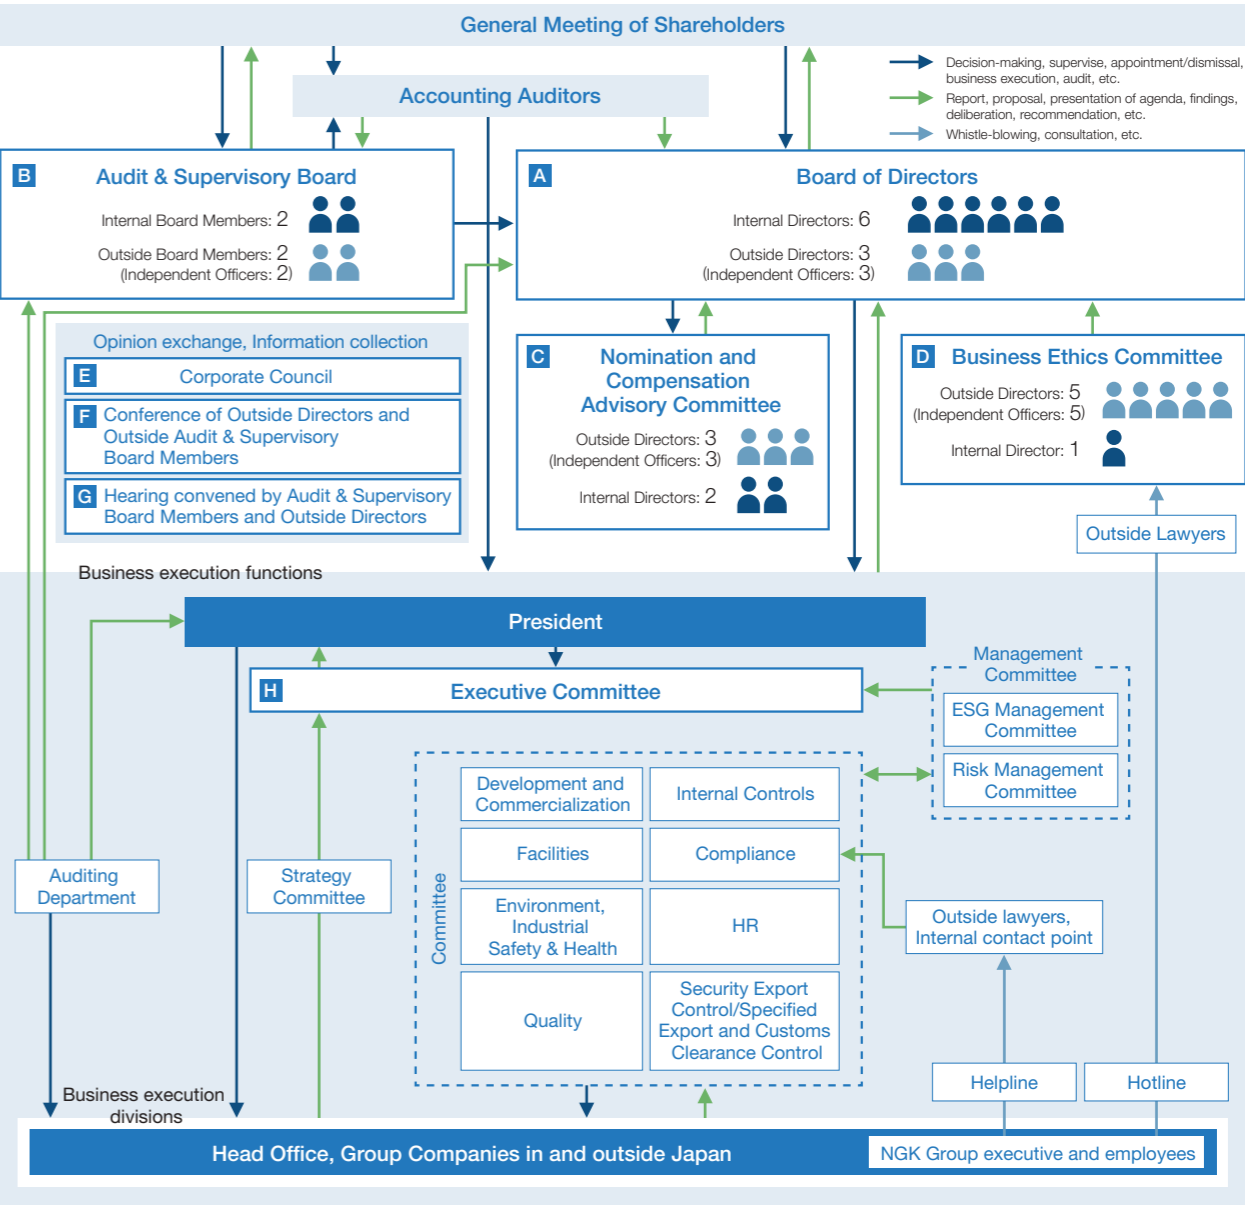 General Meeting of Shareholders
Decision-making, supervise, appointment/dismissal,
business execution, audit, etc.
Report, proposal, presentation of agenda, findings,
deliberation, recommendation, etc.
Whistle-blowing, consultation, etc.
Accounting Auditors
B
Audit & Supervisory Board
Internal Board Members: 2
Outside Board Members: 2
(Independent Officers: 2)
A
Board of Directors
Internal Directors: 6
Outside Directors: 3
(Independent Officers: 3)
Opinion exchange, Information collection
E
Corporate Council
F
Conference of Outside Directors and
Outside Audit & Supervisory
Board Members
G
Hearing convened by Audit & Supervisory
Board Members and Outside Directors
C
Nomination and
Compensation
Advisory Committee
Outside Directors: 3
(Independent Officers: 3)
Internal Directors: 2
D
Business Ethics Committee
Outside Directors: 5
(Independent Officers: 5)
Internal Director: 1
Outside Lawyers
Business execution functions
President
H
Executive Committee
Management
Committee
ESG Management
Committee
Risk Management
Committee
Committee
Development and
Commercialization
Internal Controls
Facilities
Compliance
Environment,
Industrial
Safety & Health
HR
Quality
Security Export
Control/Specified
Export and Customs
Clearance Control
Auditing
Department
Strategy
Committee
Outside lawyers,
Internal contact point
Helpline
Hotline
Business execution
divisions
Head Office, Group Companies in and outside Japan
NGK Group executive and employees